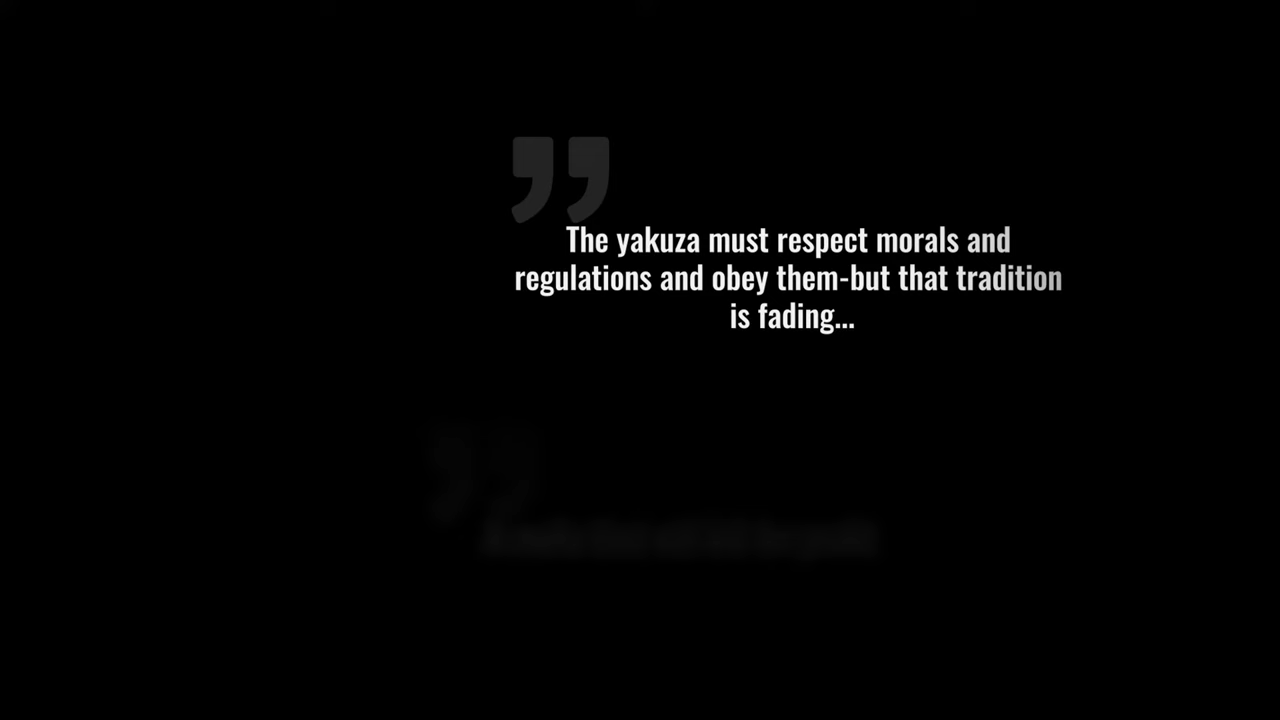 The yakuza must respect morals and
regulations and obey them-but that tradition
is fading...